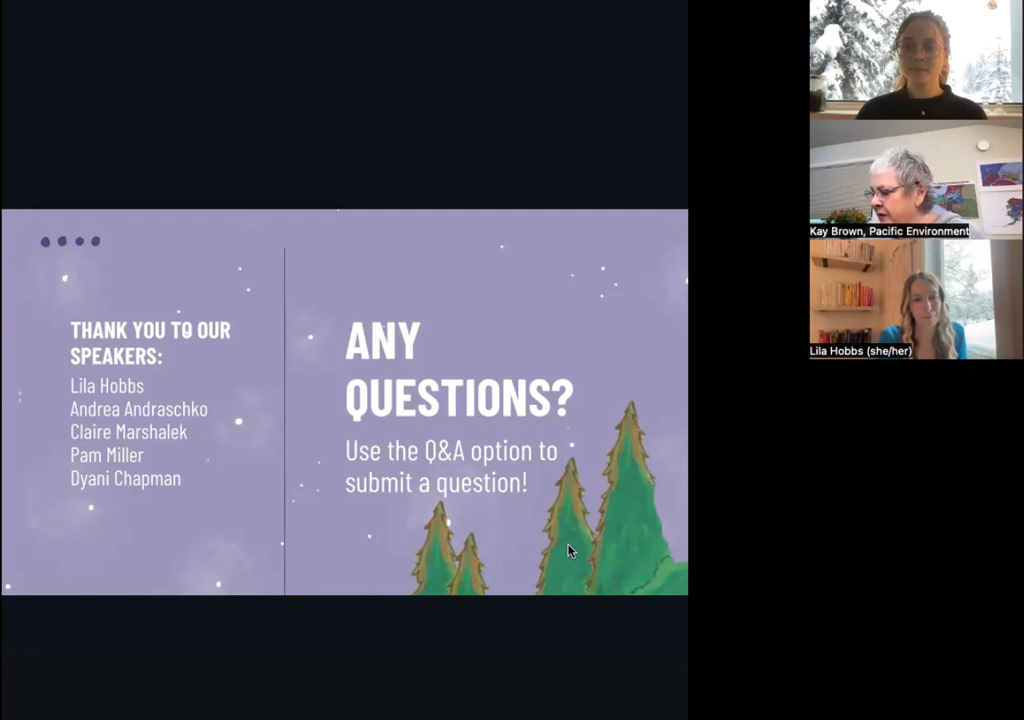 THANK YOU TO OUR
SPEAKERS:
Lila Hobbs
Andrea Andraschko
Claire Marshalek
Pam Miller
Dyani Chapman
ANY
QUESTIONS?
Use the Q&A option to
submit a question!
Kay Brown, Pacific Environment
Lila Hobbs (she/her)